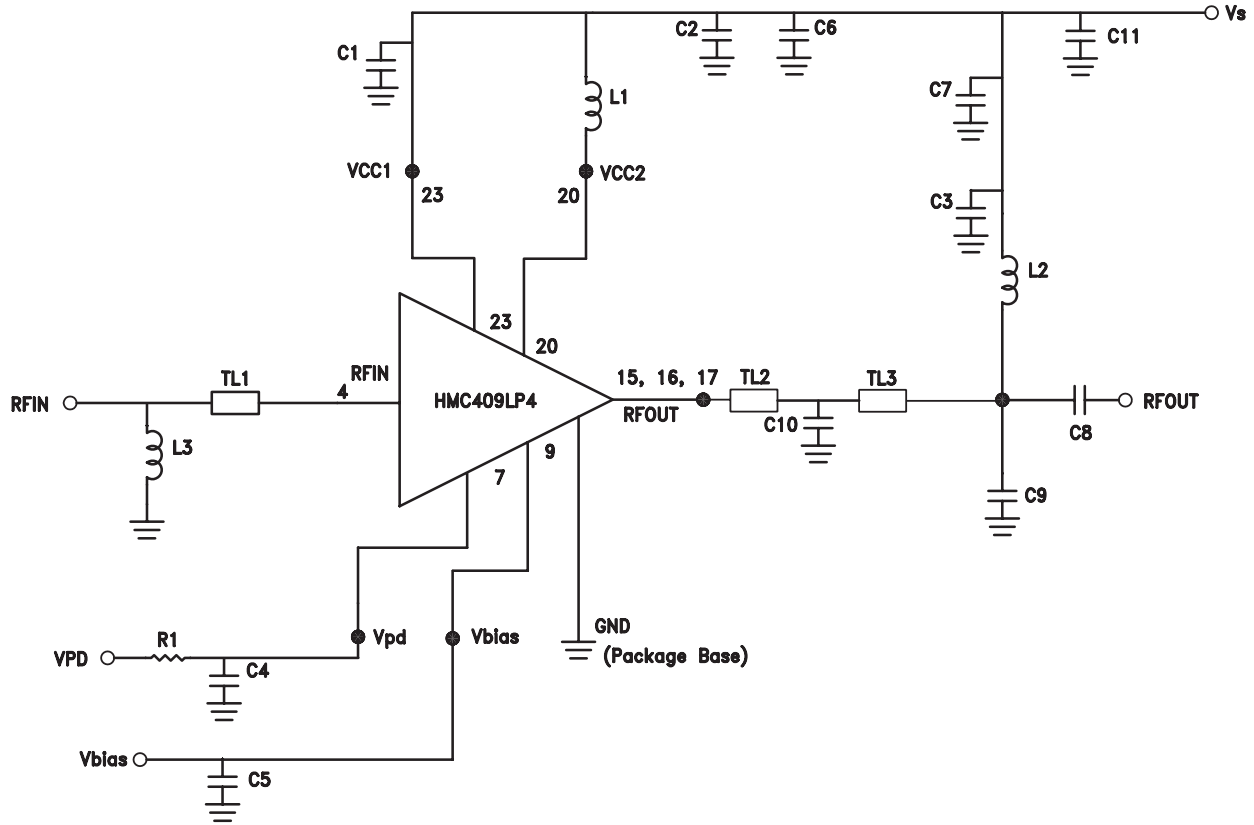 Vs
C1
C2
C6
C11
C7
L1
VCC1
23
VCC2
20
C3
L2
23
20
RFIN
TL1
4
RFIN
HMC409LP4
15, 16, 17
RFOUT
TL2
TL3
C10
RFOUT
C8
L3
9
7
C9
GND
(Package Base)
VPD
R1
Vpd
Vbias
C4
Vbias
C5